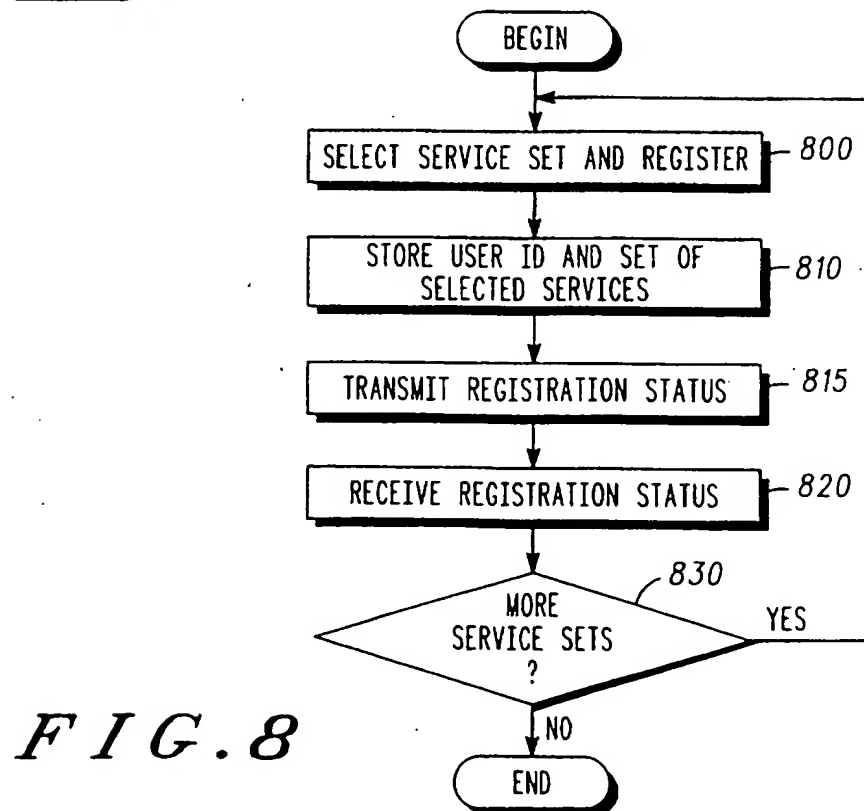 BEGIN
SELECT SERVICE SET AND REGISTER
800
STORE USER ID AND SET OF
SELECTED SERVICES
810
TRANSMIT REGISTRATION STATUS
815
RECEIVE REGISTRATION STATUS
820
830
MORE
SERVICE SETS
?
YES
NO
END
FIG.8